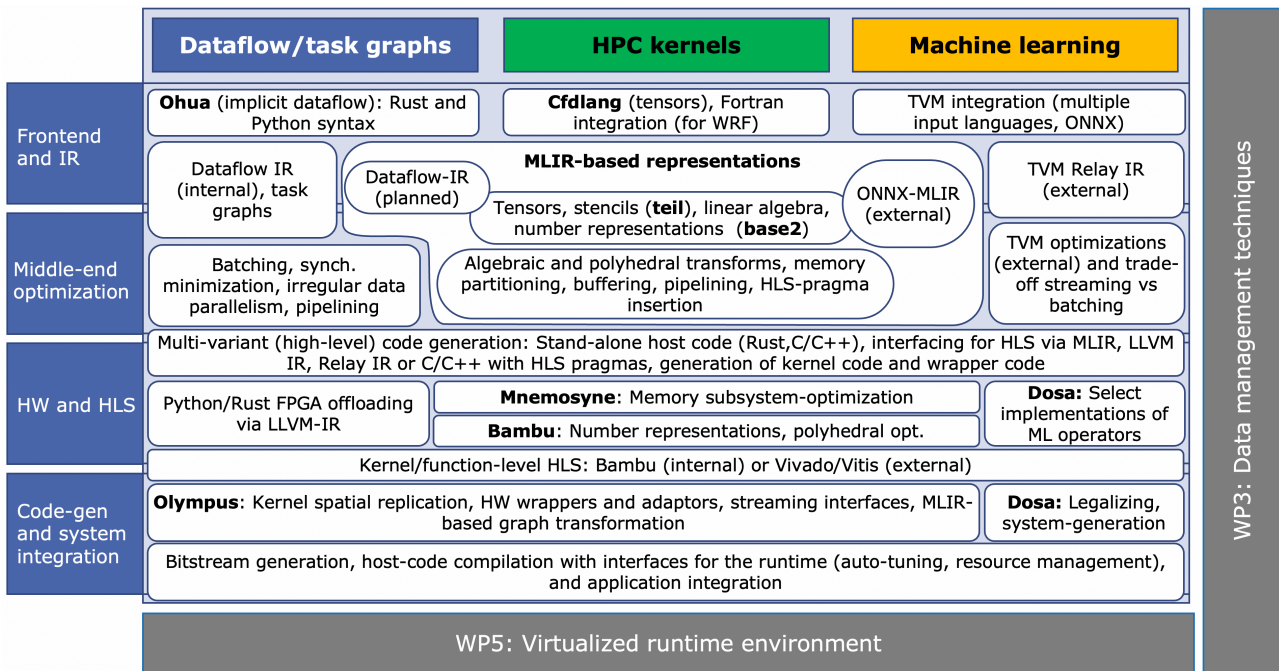 Dataflow/task graphs
HPC kernels
Machine learning
Frontend
and IR
Ohua (implicit dataflow): Rust and
Python syntax
Cfdlang (tensors), Fortran
integration (for WRF)
TVM integration (multiple
input languages, ONNX)
Dataflow IR
(internal), task
graphs
MLIR-based representations
Dataflow-IR
(planned)
Tensors, stencils (teil), linear algebra,
number representations (base2)
ONNX-MLIR
(external)
TVM Relay IR
(external)
Middle-end
optimization
Batching, synch.
minimization, irregular data
parallelism, pipelining
Algebraic and polyhedral transforms, memory
partitioning, buffering, pipelining, HLS-pragma
insertion
TVM optimizations
(external) and trade-
off streaming vs
batching
HW and HLS
Multi-variant (high-level) code generation: Stand-alone host code (Rust,C/C++), interfacing for HLS via MLIR, LLVM
IR, Relay IR or C/C++ with HLS pragmas, generation of kernel code and wrapper code
Python/Rust FPGA offloading
via LLVM-IR
Mnemosyne: Memory subsystem-optimization
Bambu: Number representations, polyhedral opt.
Dosa: Select
implementations of
ML operators
Kernel/function-level HLS: Bambu (internal) or Vivado/Vitis (external)
Code-gen
and system
integration
Olympus: Kernel spatial replication, HW wrappers and adaptors, streaming interfaces, MLIR-
based graph transformation
Dosa: Legalizing,
system-generation
Bitstream generation, host-code compilation with interfaces for the runtime (auto-tuning, resource management),
and application integration
WP5: Virtualized runtime environment
WP3: Data management techniques